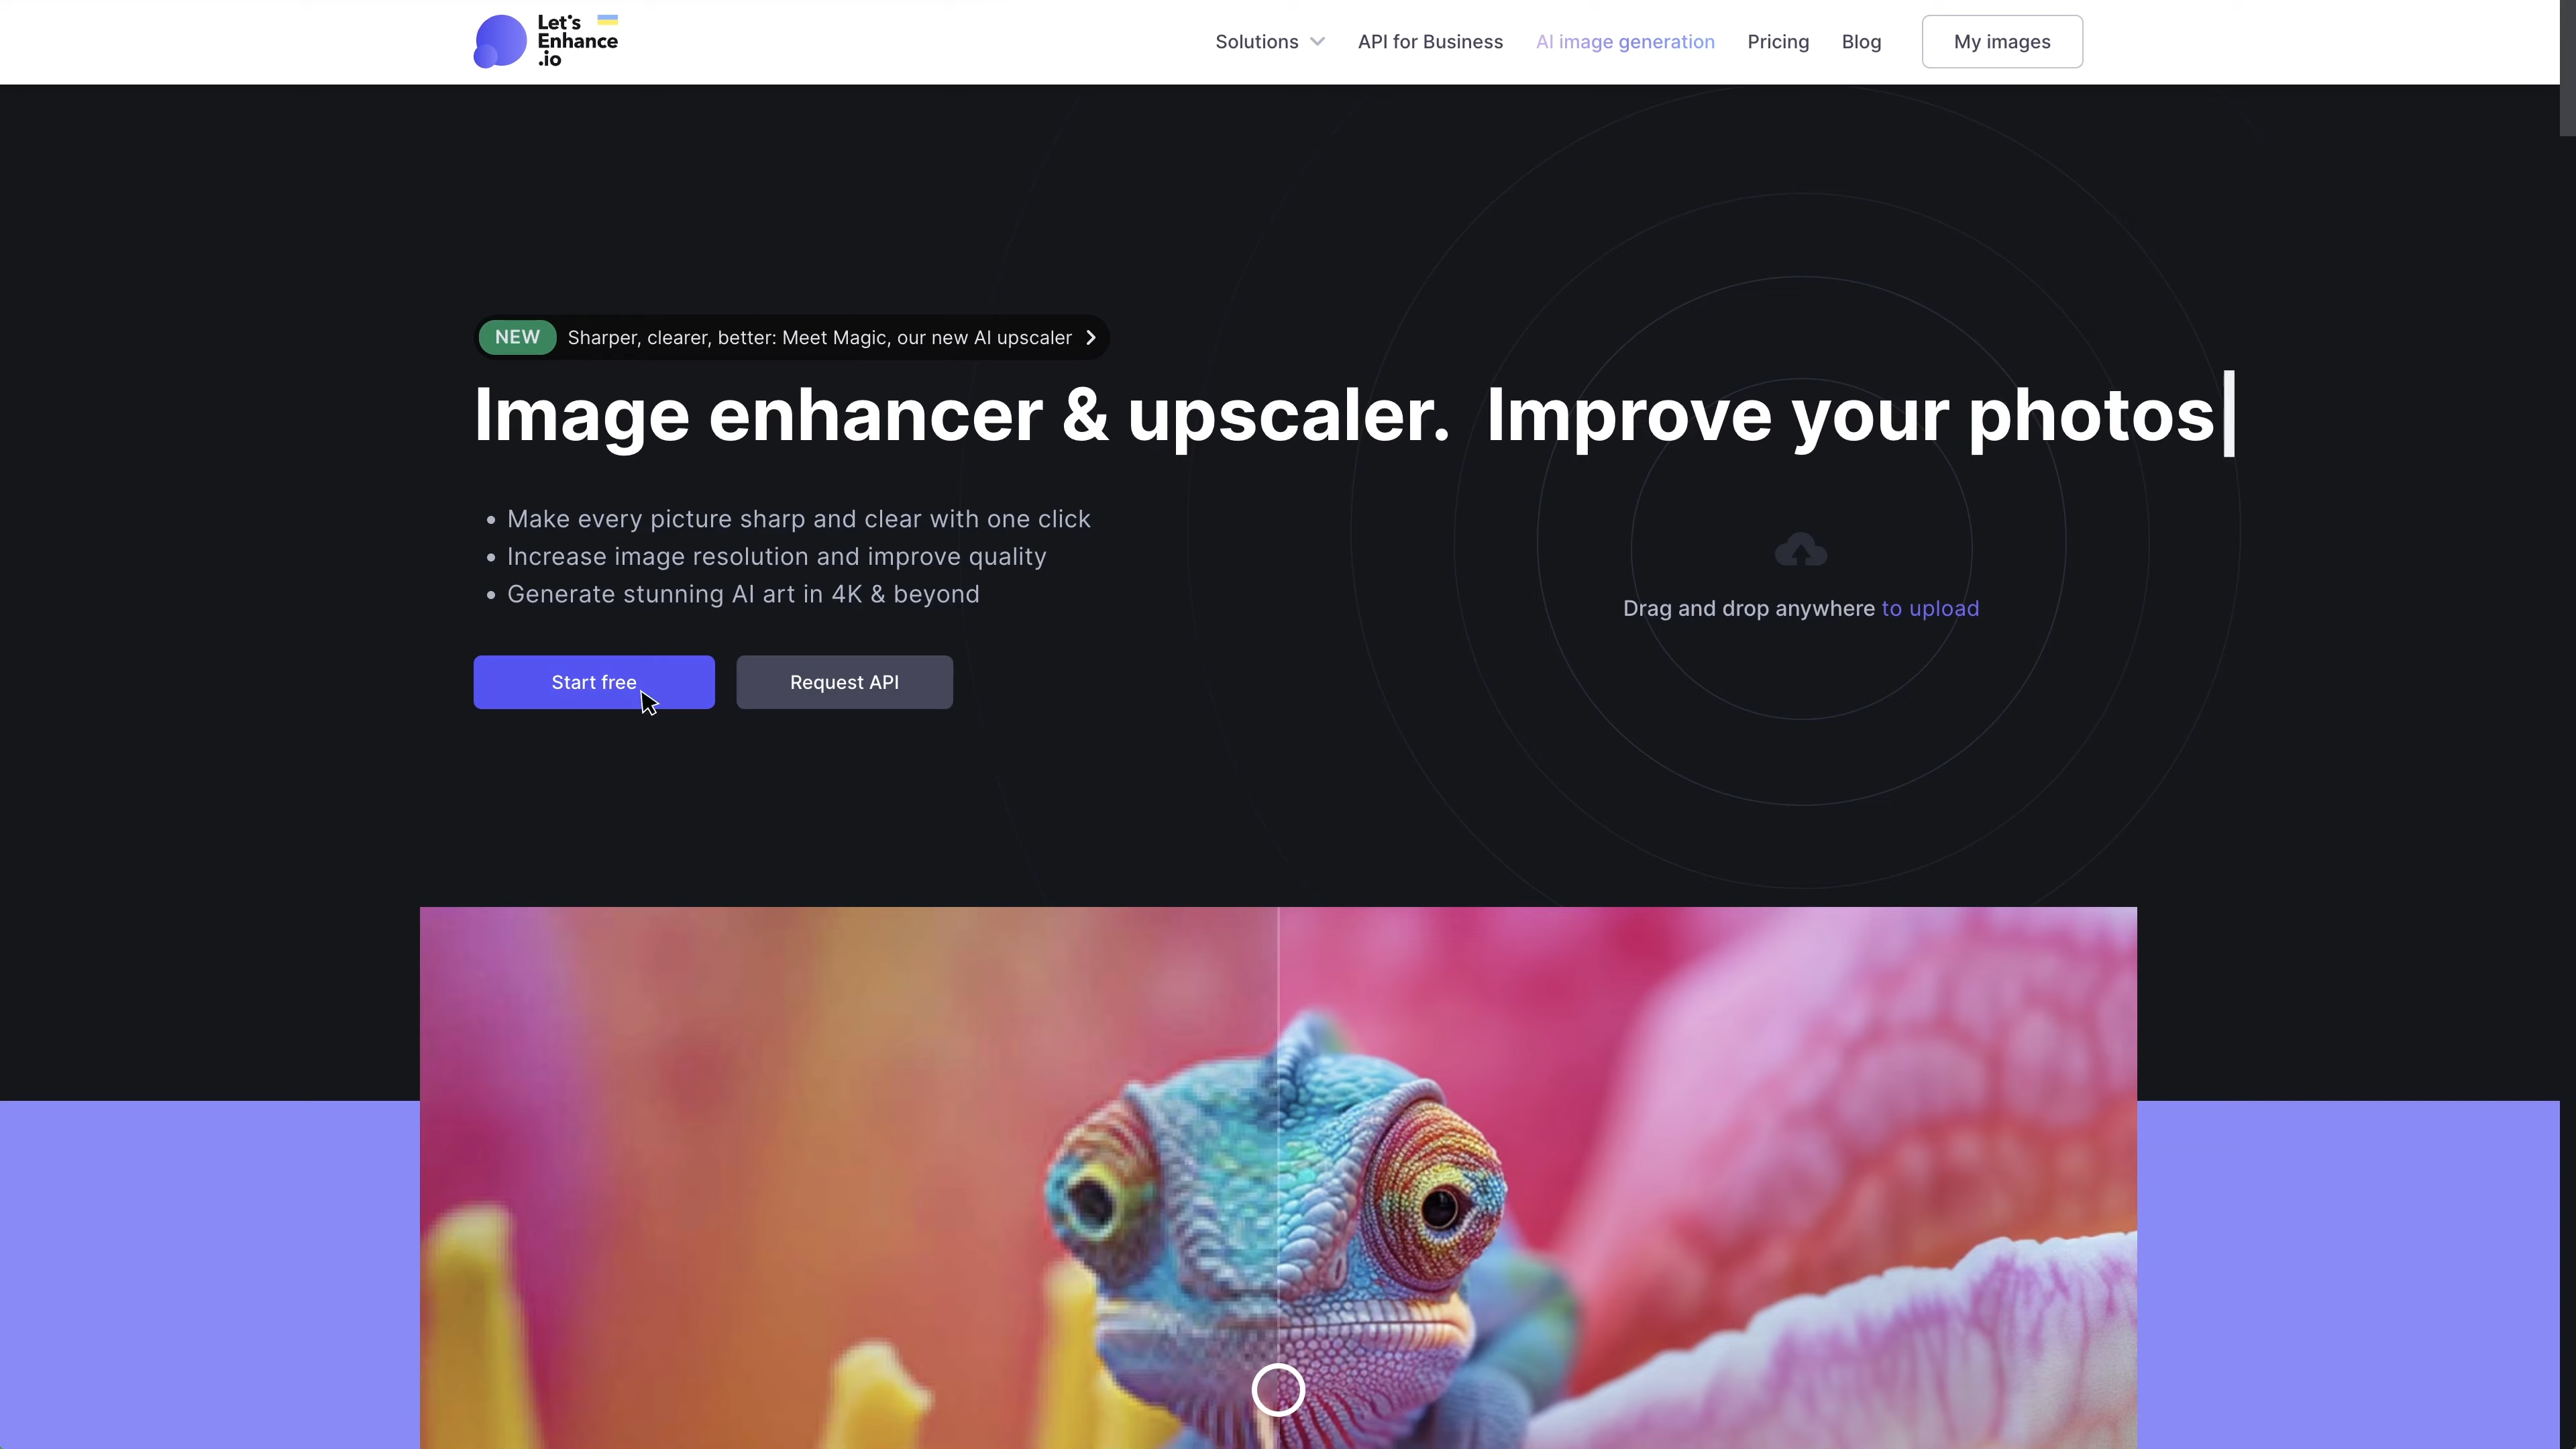 Let's
Enhance
.io
Solutions
API for Business
AI image generation
Pricing
Blog
My images
NEW Sharper, clearer, better: Meet Magic, our new AI upscaler
Image enhancer & upscaler. Improve your photos
Make every picture sharp and clear with one click
Increase image resolution and improve quality
Generate stunning AI art in 4K & beyond
Drag and drop anywhere to upload
Start free
Request API